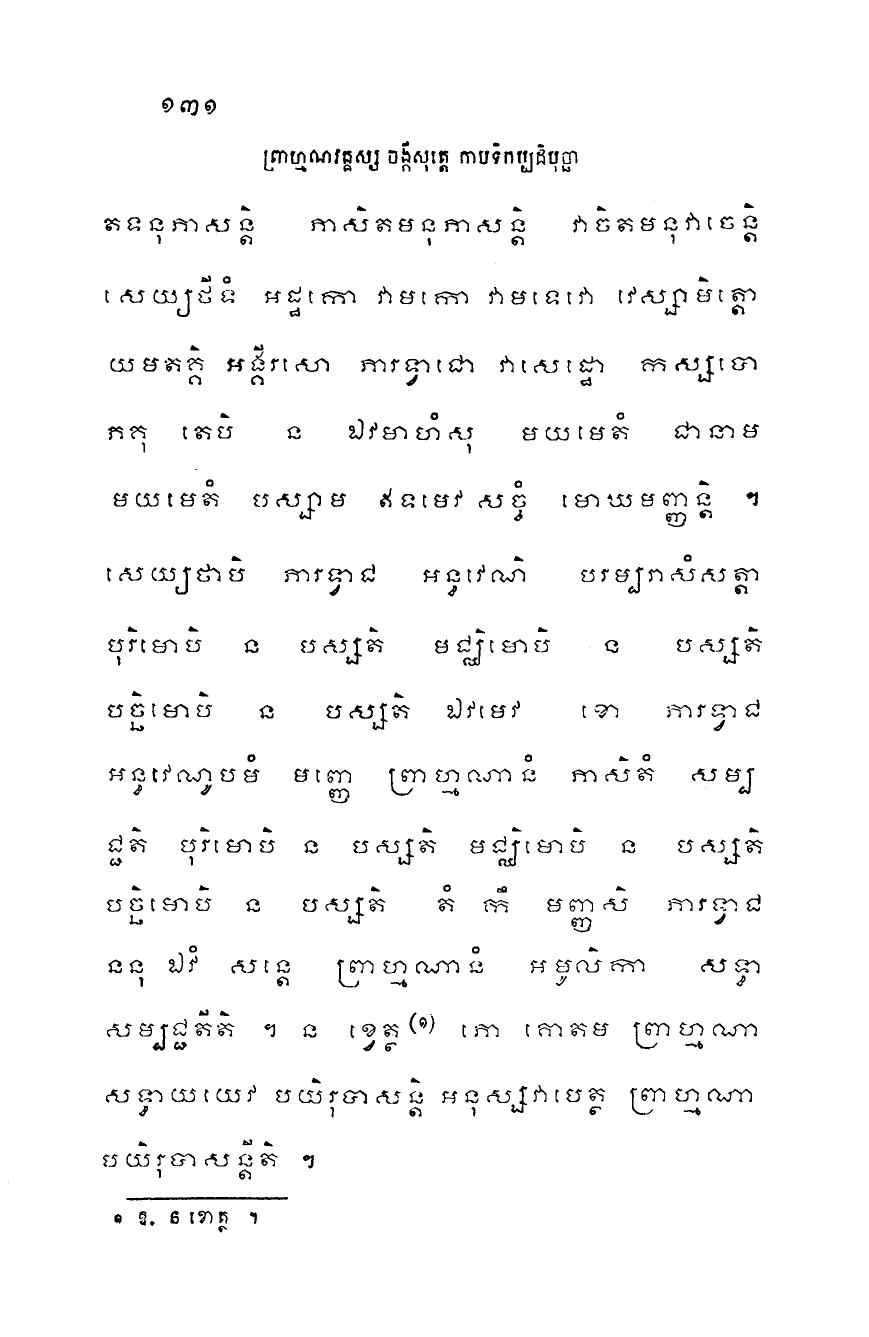 ១៣១
ព្រាហ្មណវគ្គស្ស ចង្កីសុត្តេ កាបទិកប្បដិបុច្ឆា
តទនុភាសន្តិ ភាសិតមនុភាសន្តិ វាចិតមនុវាចេន្តិ
សេយ្យថីទំ អដ្ឋកោ វាមកោ វាមទេវោ វេស្សាមិត្តោ
យមតគ្គិ អង្គីរសោ ភារទ្វាជោ វាសេដ្ឋោ កស្សបោ
ភគុ តេបិ ន ឯវមាហំសុ មយមេតំ ជានាម
មយមេតំ បស្សាម ឥទមេវ សច្ចំ មោឃមញ្ញន្តិ ។
សេយ្យថាបិ ភារទ្វាជ អន្ធវេណិ បរម្បរាសំសត្តា
បុរិមោបិ ន បស្សតិ មជ្ឈិមោបិ ន បស្សតិ
បច្ឆិមោបិ ន បស្សតិ ឯវមេវ ខោ ភារទ្វាជ
អន្ធវេណូបមំ មញ្ញេ ព្រាហ្មណានំ ភាសិតំ សម្ប
ជ្ជតិ បុរិមោបិ ន បស្សតិ មជ្ឈិមោបិ ន បស្សតិ
បច្ឆិមោបិ ន បស្សតិ តំ កឹ មញ្ញសិ ភារទ្វាជ
ននុ ឯវំ សន្តេ ព្រាហ្មណានំ អមូលិកា សទ្ធា
សម្បជ្ជតីតិ ។ ន ខ្វេត្ថ (១) ភោ គោតម ព្រាហ្មណា
សទ្ធាយយេវ បយិរុបាសន្តិ អនុស្សវាបេត្ថ ព្រាហ្មណា
បយិរុបាសន្តីតិ ។
១ ឱ. ន ខោត្ថ ។